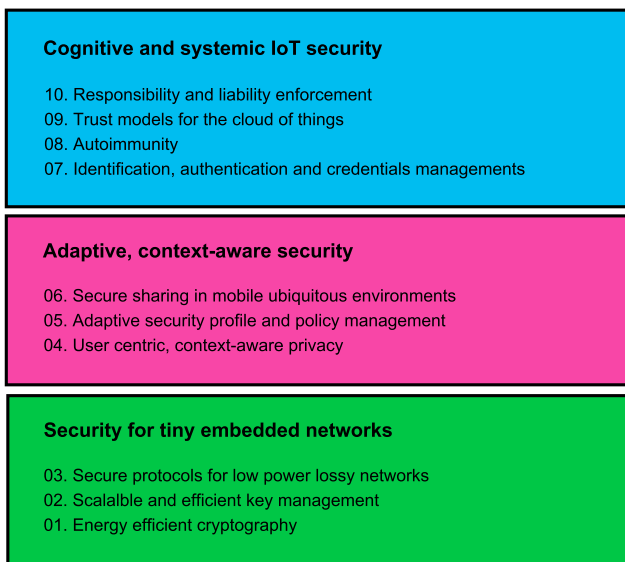 Cognitive and systemic IoT security
10. Responsibility and liability enforcement
09. Trust models for the cloud of things
08. Autoimmunity
07. Identification, authentication and credentials managements
Adaptive, context-aware security
06. Secure sharing in mobile ubiquitous environments
05. Adaptive security profile and policy management
04. User centric, context-aware privacy
Security for tiny embedded networks
03. Secure protocols for low power lossy networks
02. Scalalble and efficient key management
01. Energy efficient cryptography